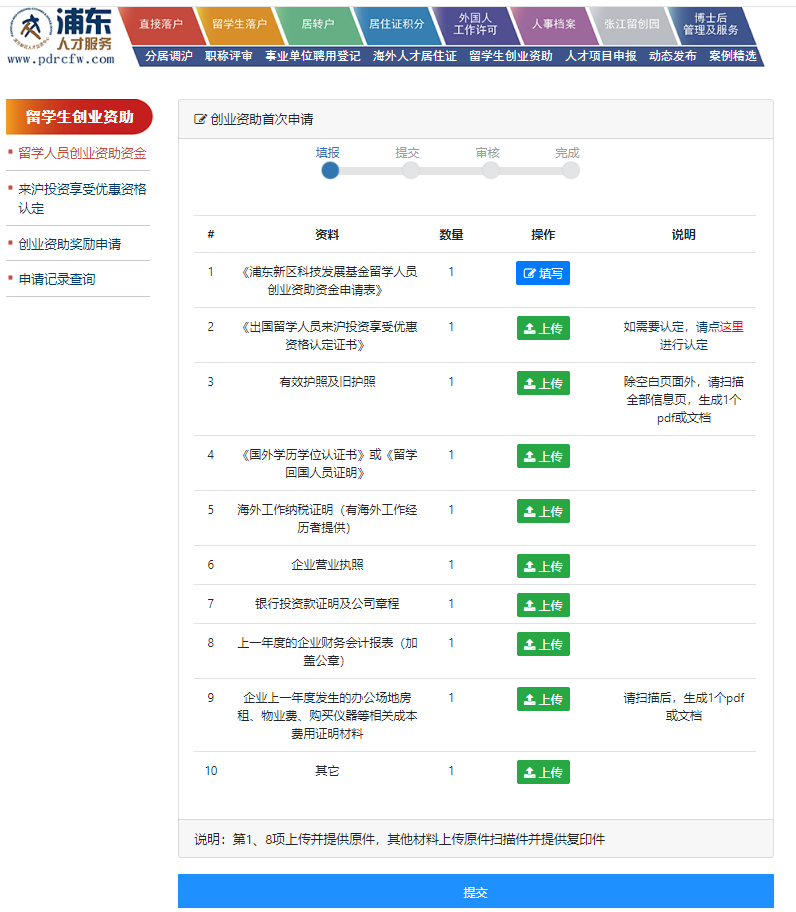 浦东
人才服务
www.pdrcfw.com
直接落户
留学生落户
居转户
居住证积分
外国人
工作许可
人事档案
张江留创园
博士后
管理及服务
分居调沪 职称评审 事业单位聘用登记 海外人才居住证 留学生创业资助 人才项目申报 动态发布 案例精选
留学生创业资助
留学人员创业资助资金
来沪投资享受优惠资格
认定
创业资助奖励申请
申请记录查询
创业资助首次申请
填报 提交 审核 完成
# 资料 数量 操作 说明
1 《浦东新区科技发展基金留学人员 1 填写
创业资助资金申请表》
2 《出国留学人员来沪投资享受优惠 1 上传 如需要认定，请点这里
资格认定证书》 进行认定
3 有效护照及旧护照 1 上传 除空白页面外，请扫描
全部信息页，生成1个
pdf或文档
4 《国外学历学位认证书》或《留学 1 上传
回国人员证明》
5 海外工作纳税证明（有海外工作经 1 上传
历者提供）
6 企业营业执照 1 上传
7 银行投资款证明及公司章程 1 上传
8 上一年度的企业财务会计报表（加 1 上传
盖公章）
9 企业上一年度发生的办公场地房 1 上传 请扫描后，生成1个pdf
租、物业费、购买仪器等相关成本 或文档
费用证明材料
10 其它 1 上传
说明：第1、8项上传并提供原件，其他材料上传原件扫描件并提供复印件
提交